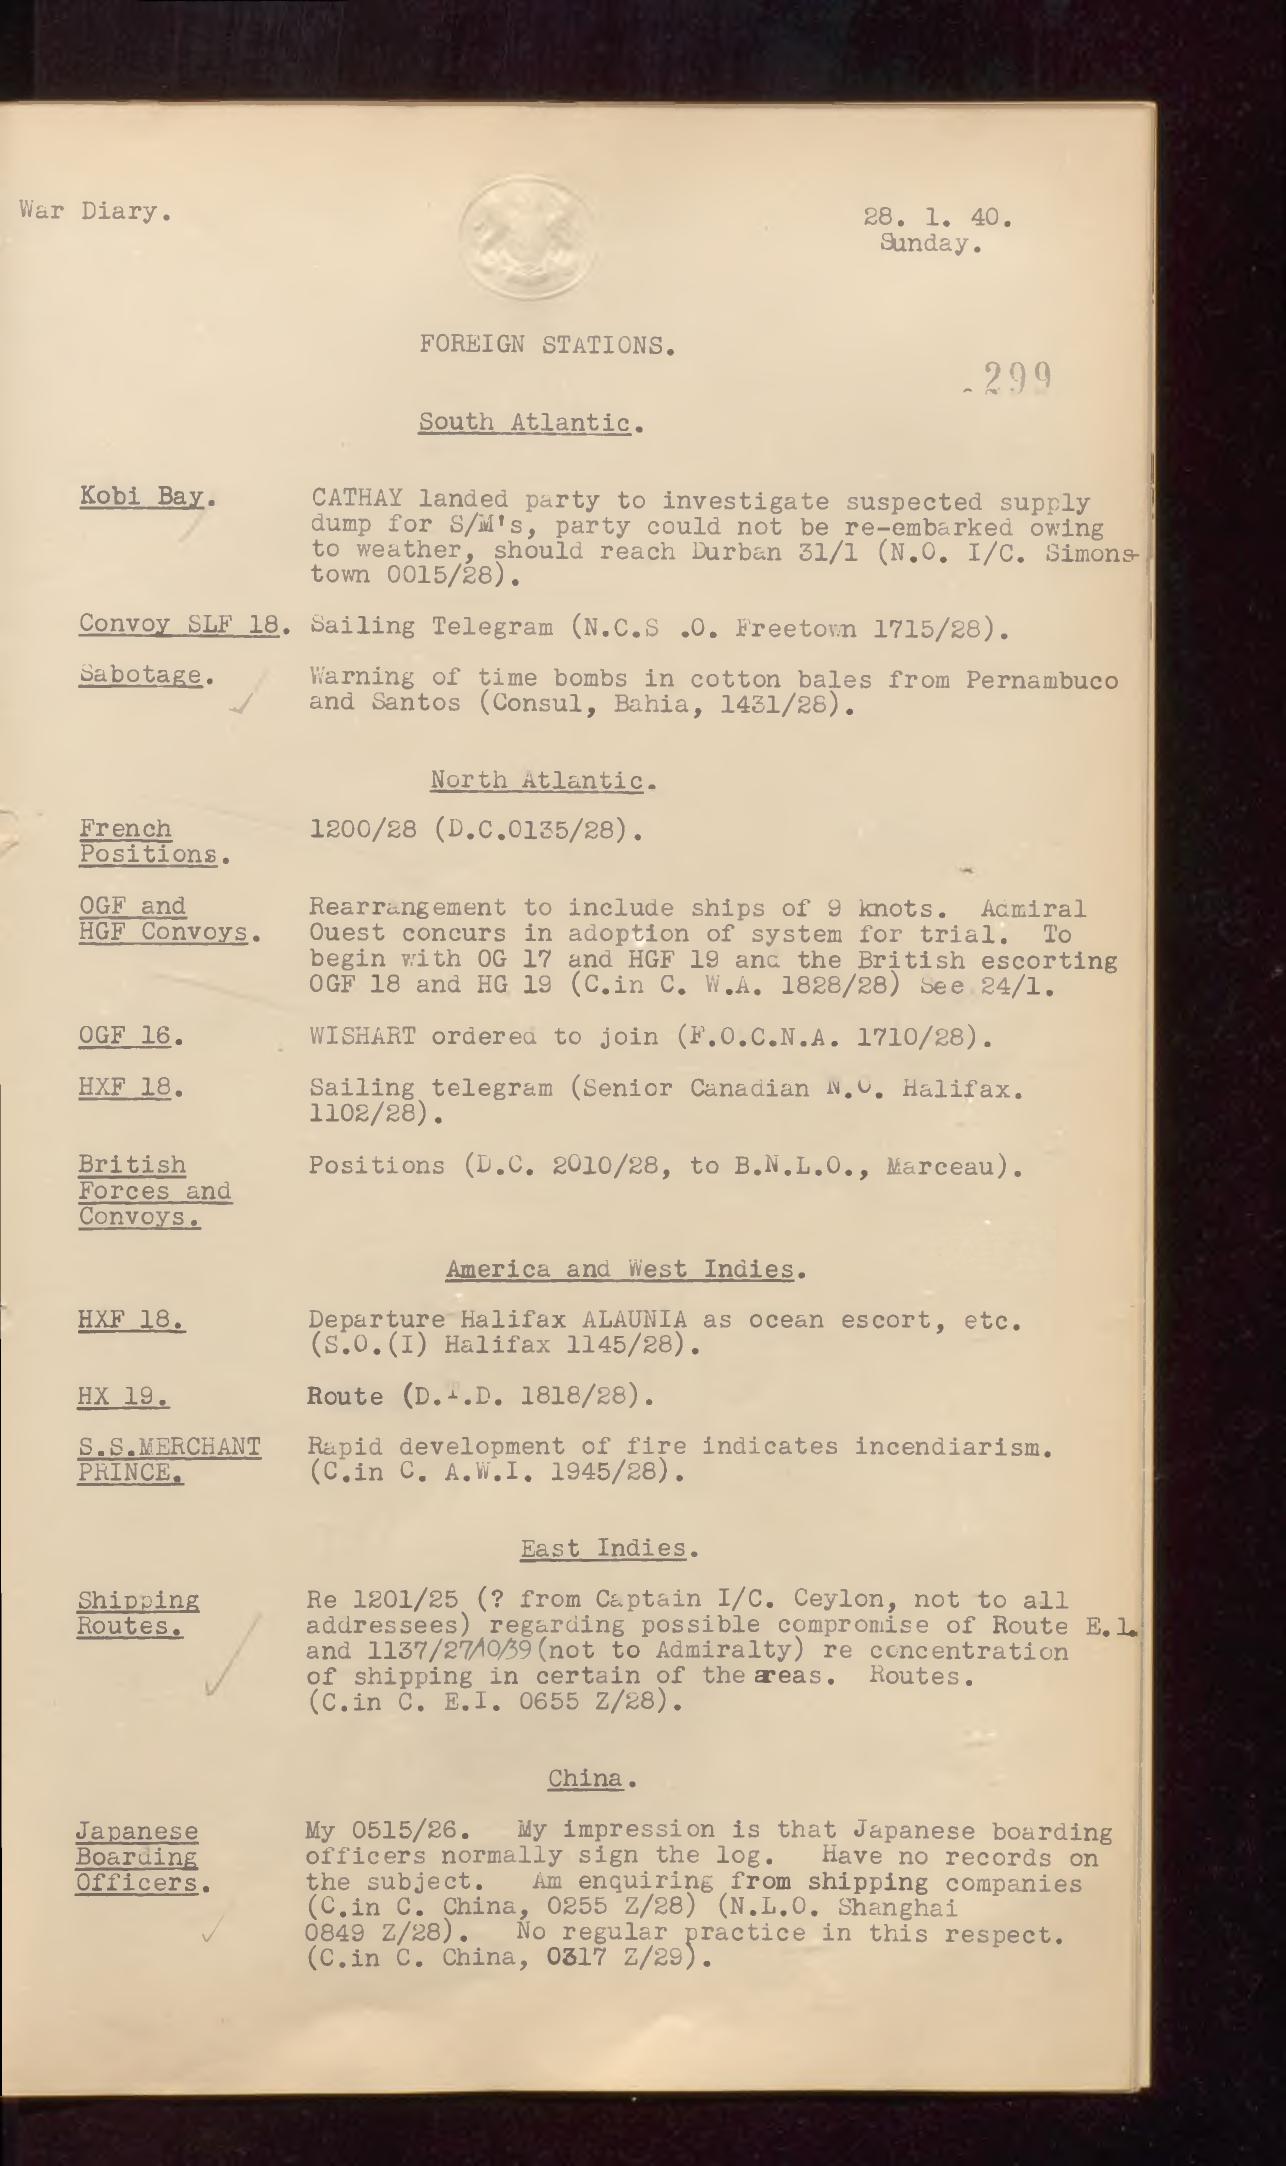 War Diary.
28. 1. 40.
Sunday.
FOREIGN STATIONS.
299
South Atlantic.
Kobi Bay. CATHAY landed party to investigate suspected supply
dump for S/M's, party could not be re-embarked owing
to weather, should reach Durban 31/1 (N.O. I/C. Simons-
town 0015/28).
Convoy SLF 18. Sailing Telegram (N.C.S .O. Freetown 1715/28).
Sabotage. Warning of time bombs in cotton bales from Pernambuco
and Santos (Consul, Bahia, 1431/28).
North Atlantic.
French 1200/28 (D.C.0135/28).
Positions.
OGF and Rearrangement to include ships of 9 knots. Admiral
HGF Convoys. Ouest concurs in adoption of system for trial. To
begin with OG 17 and HGF 19 and the British escorting
OGF 18 and HG 19 (C.in C. W.A. 1828/28) See 24/1.
OGF 16. WISHART ordered to join (F.O.C.N.A. 1710/28).
HXF 18. Sailing telegram (Senior Canadian N.O. Halifax.
1102/28).
British Positions (D.C. 2010/28, to B.N.L.O., Marceau).
Forces and
Convoys.
America and West Indies.
HXF 18. Departure Halifax ALAUNIA as ocean escort, etc.
(S.O.(I) Halifax 1145/28).
HX 19. Route (D.T.D. 1818/28).
S.S.MERCHANT Rapid development of fire indicates incendiarism.
PRINCE. (C.in C. A.W.I. 1945/28).
East Indies.
Shipping Re 1201/25 (? from Captain I/C. Ceylon, not to all
Routes. addressees) regarding possible compromise of Route E.1.
and 1137/27/10/39 (not to Admiralty) re concentration
of shipping in certain of the areas. Routes.
(C.in C. E.I. 0655 Z/28).
China.
Japanese My 0515/26. My impression is that Japanese boarding
Boarding officers normally sign the log. Have no records on
Officers. the subject. Am enquiring from shipping companies
(C.in C. China, 0255 Z/28) (N.L.O. Shanghai
0849 Z/28). No regular practice in this respect.
(C.in C. China, 0317 Z/29).